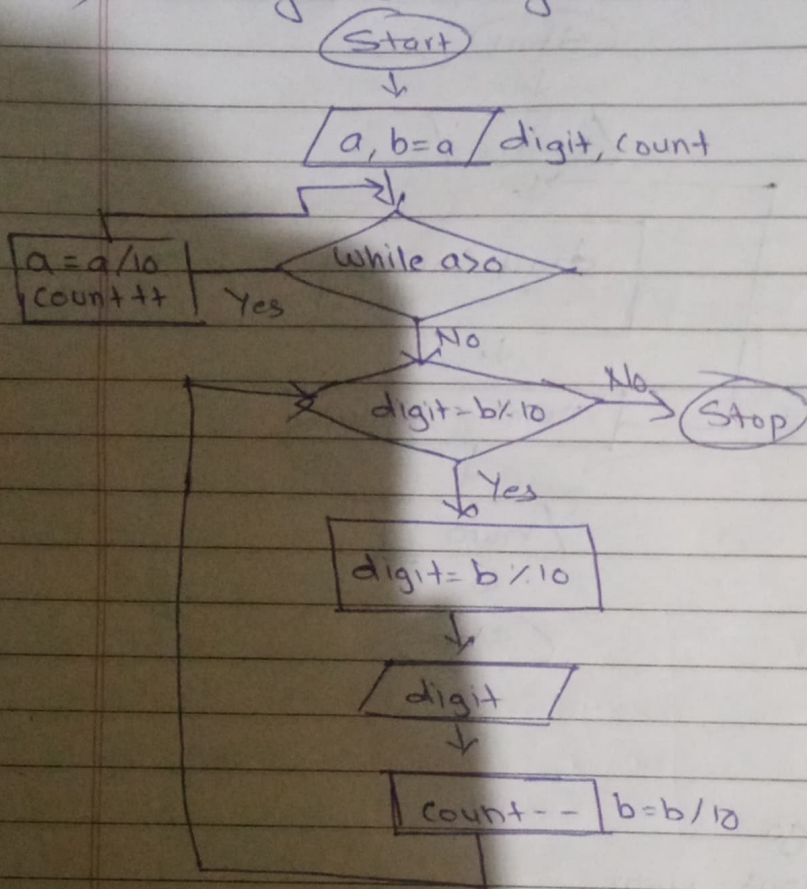 Start
a, b=a / digit, count
while a>0
a=a/10
count++
Yes
No
digit=b%10
No
Stop
Yes
digit=b%10
digit
count--
b=b/10